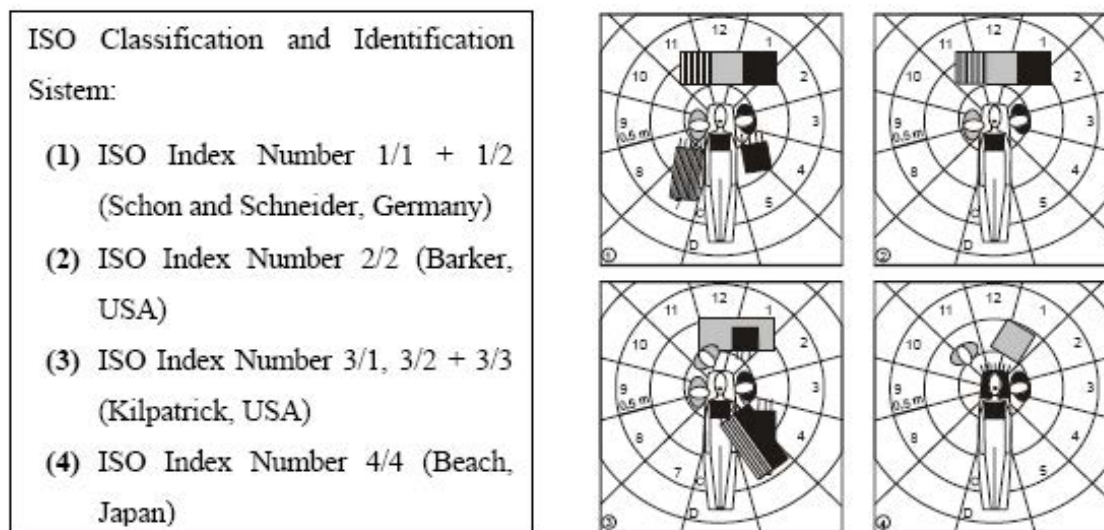 ISO Classification and Identification
Sistem:
(1) ISO Index Number 1/1 + 1/2
(Schon and Schneider, Germany)
(2) ISO Index Number 2/2 (Barker,
USA)
(3) ISO Index Number 3/1, 3/2 + 3/3
(Kilpatrick, USA)
(4) ISO Index Number 4/4 (Beach,
Japan)
12
11 1
10 2
9 3
0.5 m
8 4
5
D
①
12
11 1
10 2
9 3
0.5 m
8 4
5
D
②
12
11 1
10 2
9 3
0.5 m
8 4
7
D
③
12
11 1
10 2
9 3
0.5 m
8 4
5
D
④